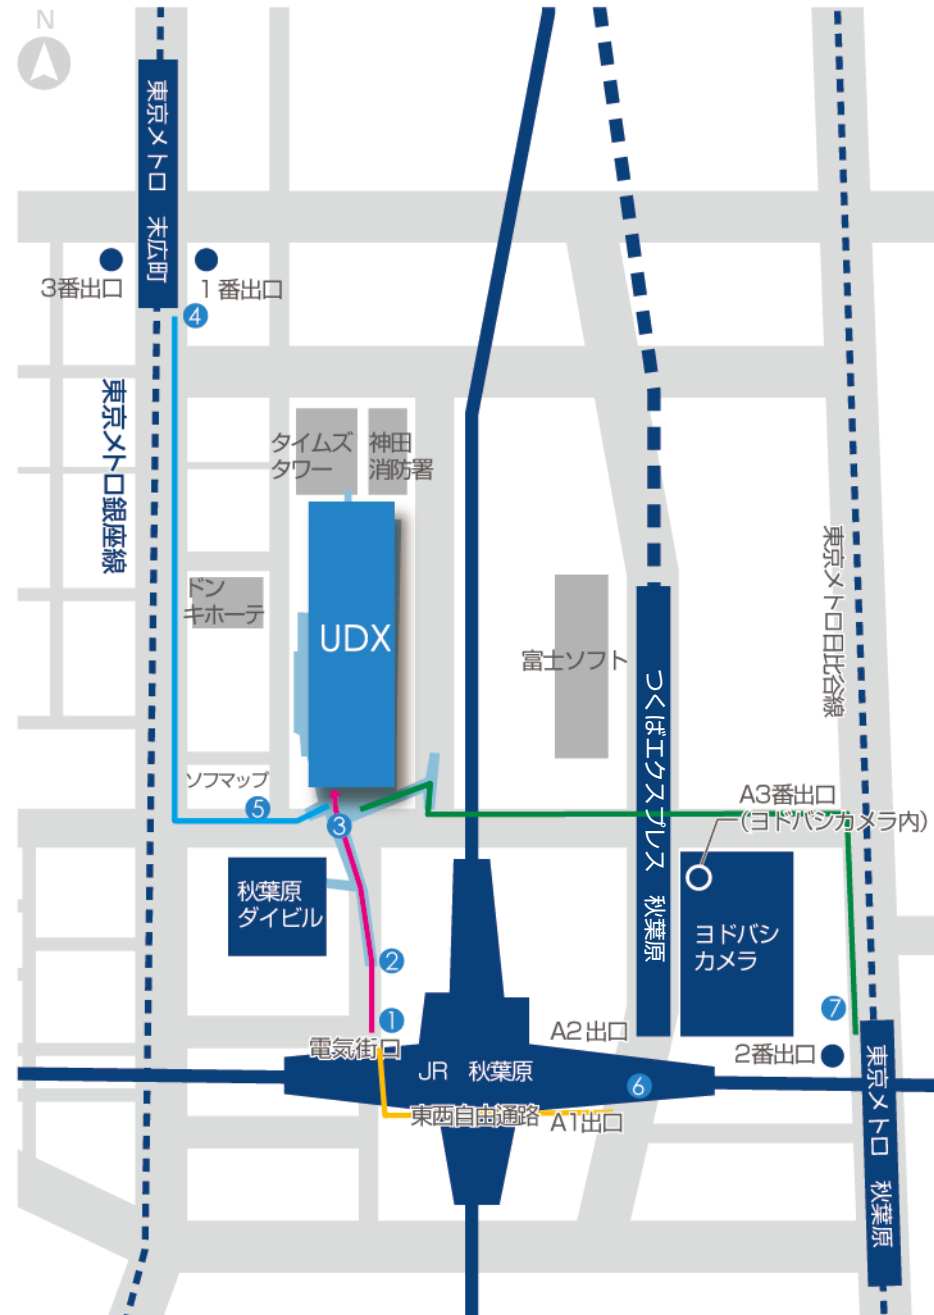 N
東京メトロ 末広町
3番出口
1番出口
4
東京メトロ銀座線
タイムズ
タワー
神田
消防署
ドン
キホーテ
UDX
富士ソフト
東京メトロ日比谷線
つくばエクスプレス 秋葉原
ソフマップ
5
3
A3番出口
(ヨドバシカメラ内)
秋葉原
ダイビル
ヨドバシ
カメラ
2
1
電気街口
7
A2出口
2番出口
JR 秋葉原
6
東西自由通路
A1出口
東京メトロ 秋葉原